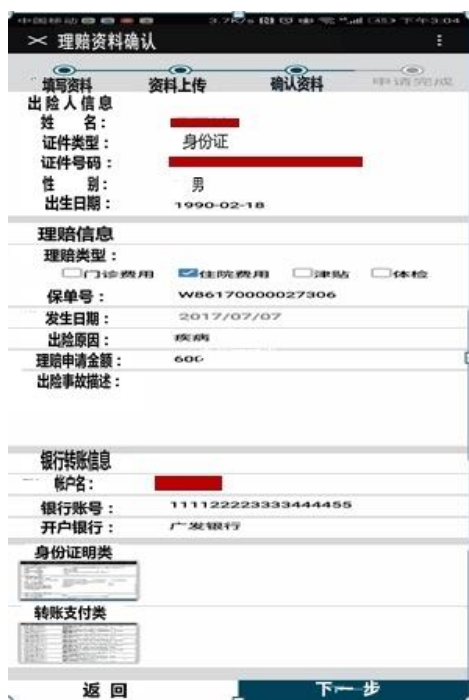 中国移动 3.7K/s 下午3:04
× 理赔资料确认
填写资料 资料上传 确认资料 申请完成
出险人信息
姓 名：
证件类型： 身份证
证件号码：
性 别： 男
出生日期： 1990-02-18
理赔信息
理赔类型：
门诊费用 住院费用 津贴 体检
保单号： W86170000027306
发生日期： 2017/07/07
出险原因： 疾病
理赔申请金额： 600
出险事故描述：
银行转账信息
帐户名：
银行账号： 111122223333444455
开户银行： 广发银行
身份证明类
转账支付类
返回 下一步